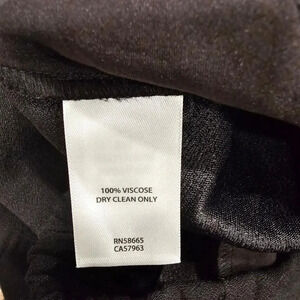 100% VISCOSE
DRY CLEAN ONLY
RN58665
CA57963